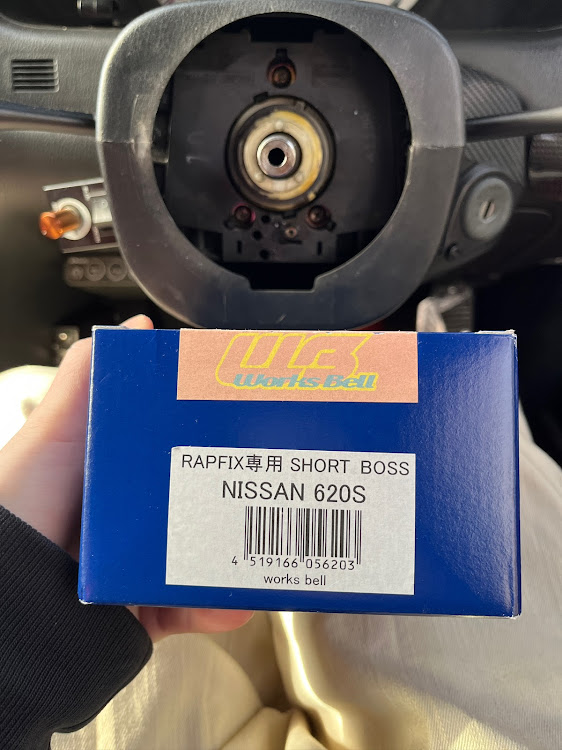 WB
Works Bell
RAPFIX専用 SHORT BOSS
NISSAN 620S
4 519166 056203
works bell